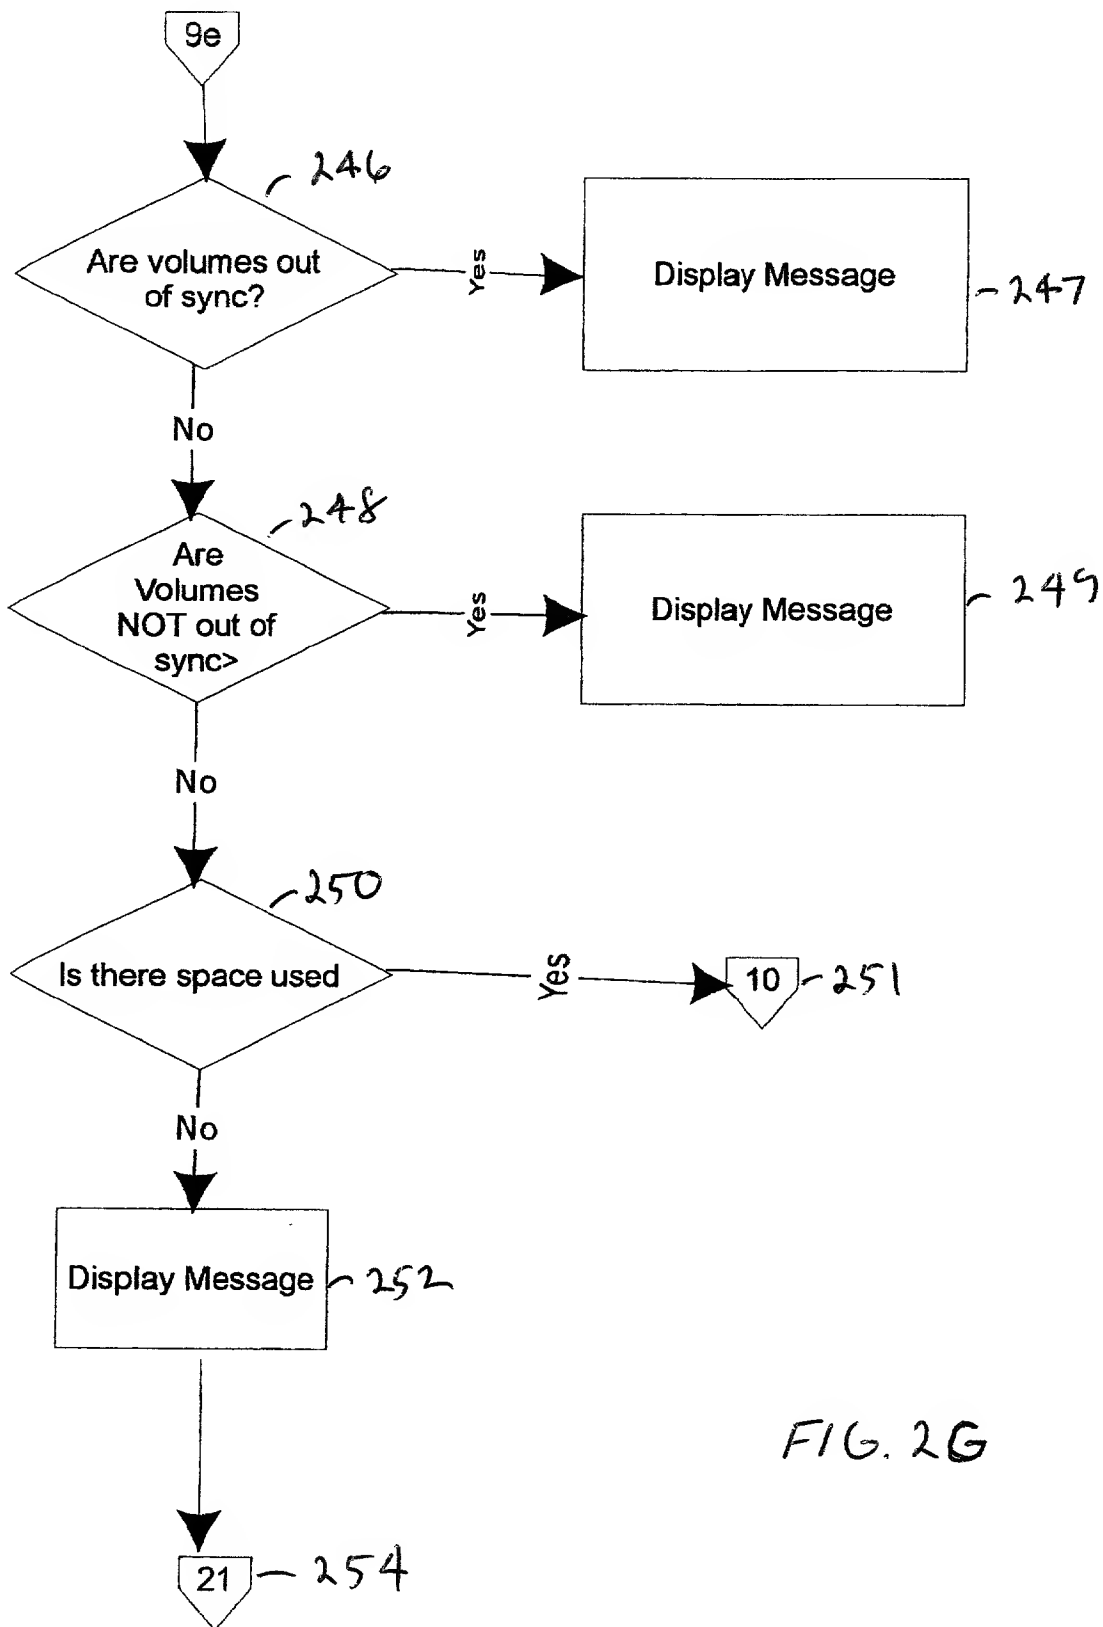 9e
246
Are volumes out
of sync?
Yes
Display Message
247
No
248
Are
Volumes
NOT out of
sync>
Yes
Display Message
249
No
250
Is there space used
Yes
10
251
No
Display Message
252
FIG. 2G
21
254